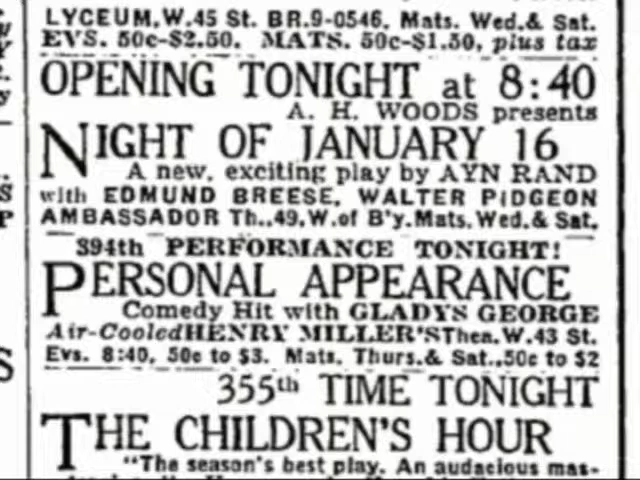 LYCEUM, W. 45 St. BR. 9-0546. Mats. Wed. & Sat.
EVS. 50c-$2.50. MATS. 50c-$1.50, plus tax
OPENING TONIGHT at 8:40
A. H. WOODS presents
NIGHT OF JANUARY 16
A new, exciting play by AYN RAND
with EDMUND BREESE, WALTER PIDGEON
AMBASSADOR Th., 49, W. of B'y. Mats. Wed. & Sat.
394th PERFORMANCE TONIGHT!
PERSONAL APPEARANCE
Comedy Hit with GLADYS GEORGE
Air-Cooled HENRY MILLER'S Thea. W. 43 St.
Evs. 8:40, 50c to $3. Mats. Thurs. & Sat., 50c to $2
355th TIME TONIGHT
THE CHILDREN'S HOUR
"The season's best play. An audacious mas-